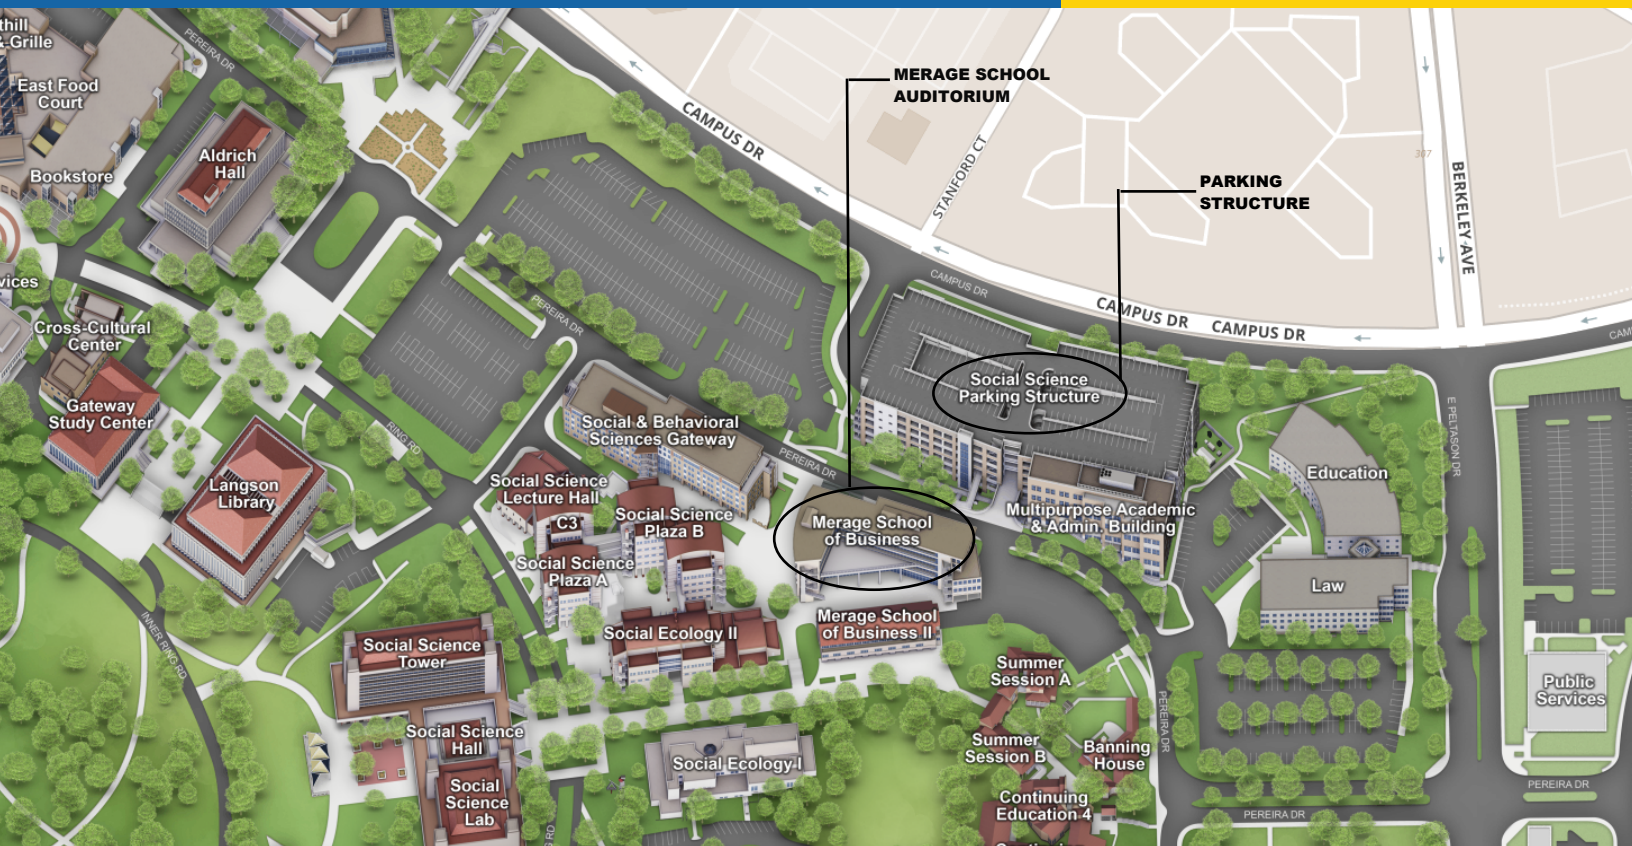 thill
& Grille
East Food
Court
Bookstore
PEREIRA DR
Aldrich
Hall
vices
Cross-Cultural
Center
Gateway
Study Center
Langson
Library
RING RD
INNER RING RD
CAMPUS DR
MERAGE SCHOOL
AUDITORIUM
STANFORD CT
PARKING
STRUCTURE
307
BERKELEY AVE
CAMPUS DR
CAMPUS DR
CAMPUS DR
CAM
PEREIRA DR
Social Science
Parking Structure
Social & Behavioral
Sciences Gateway
PEREIRA DR
E PELTASON DR
Education
Social Science
Lecture Hall
C3
Social Science
Plaza B
Social Science
Plaza A
Merage School
of Business
Multipurpose Academic
& Admin. Building
Law
Social Ecology II
Merage School
of Business II
Social Science
Tower
Summer
Session A
Public
Services
PEREIRA DR
Social Science
Hall
Summer
Session B
Banning
House
Social Ecology I
Social
Science
Lab
Continuing
Education 4
PEREIRA DR
PEREIRA DR
RD